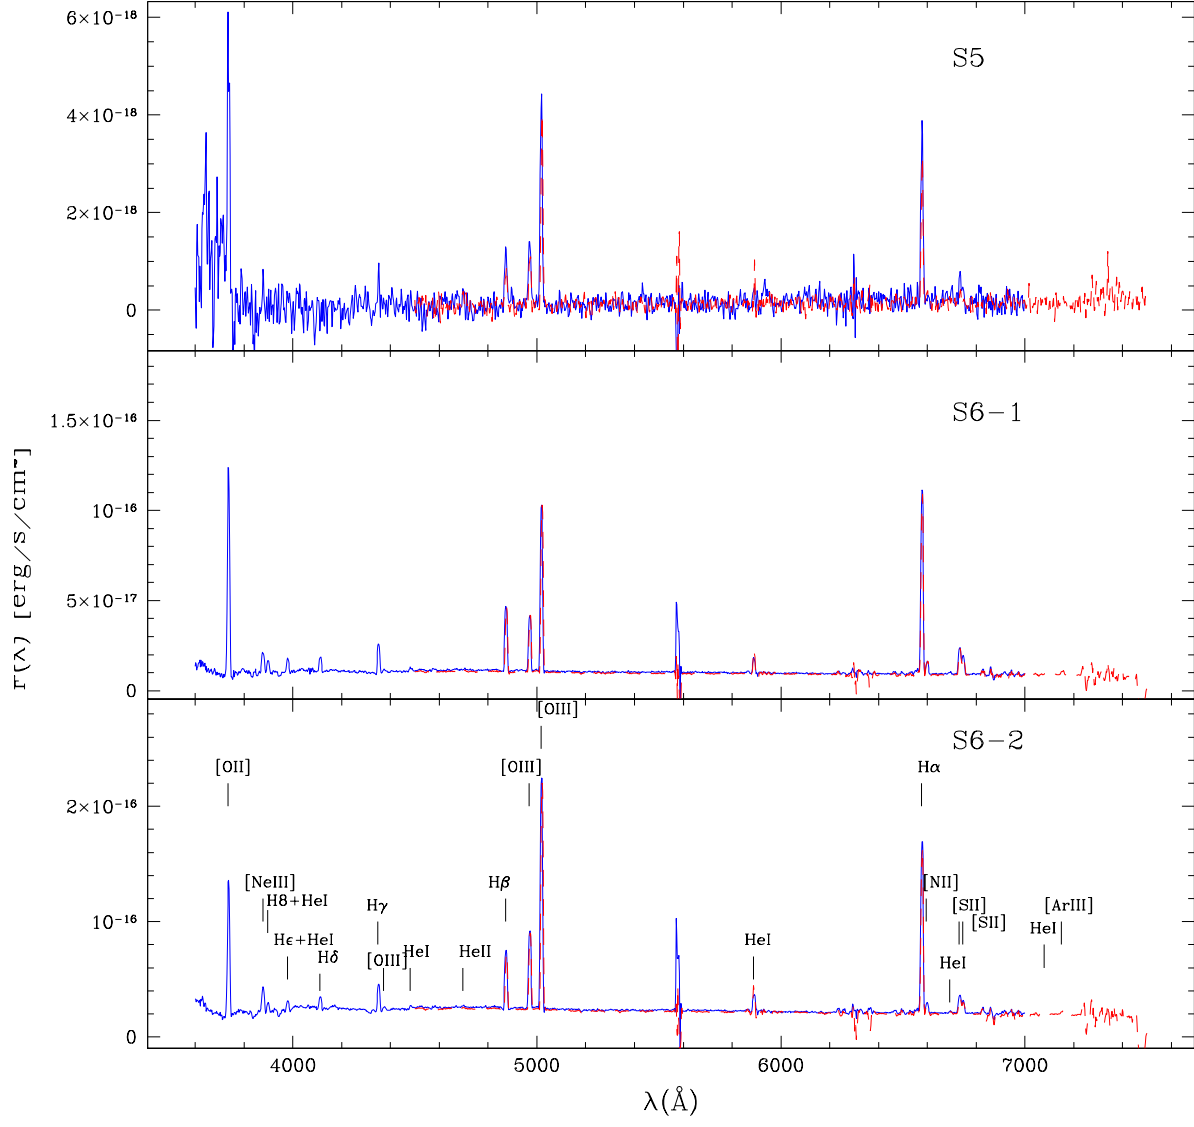 6×10⁻¹⁸
S5
4×10⁻¹⁸
2×10⁻¹⁸
0
S6−1
1.5×10⁻¹⁶
10⁻¹⁶
5×10⁻¹⁷
0
[erg/s/cm²]
[OIII]
S6−2
[OII]
[OIII]
Hα
2×10⁻¹⁶
[NeIII]
Hβ
[NII]
H8+HeI
Hγ
[SII]
[ArIII]
10⁻¹⁶
[SII]
HeI
Hϵ+HeI
HeI
Hδ
[OIII]
HeI
HeII
HeI
0
4000
5000
6000
7000
λ(Å)